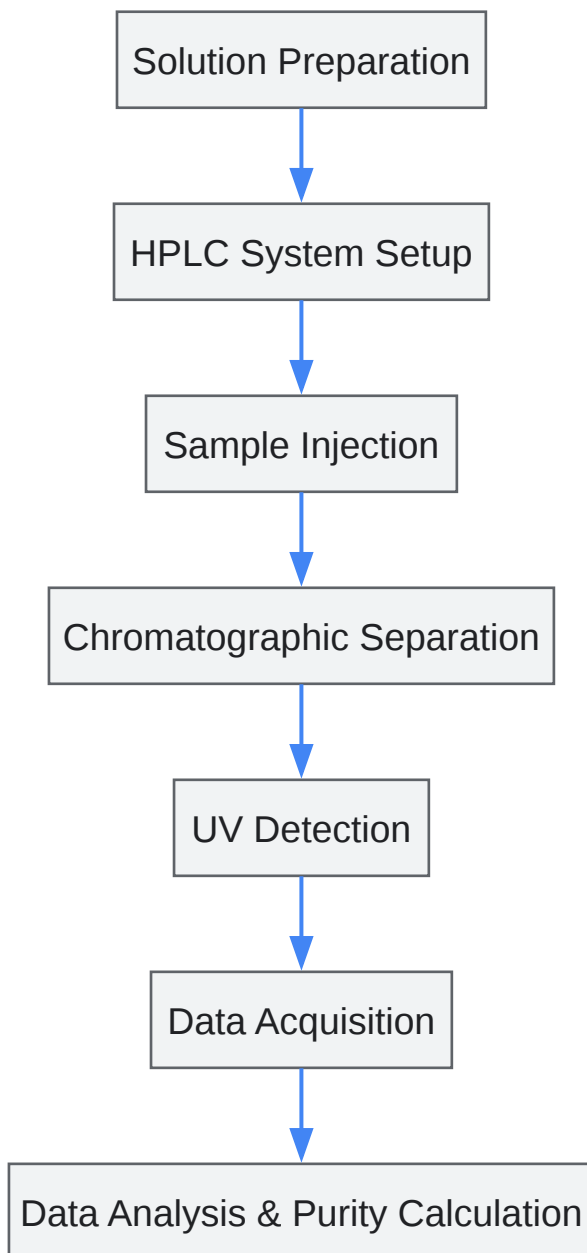 Solution Preparation
HPLC System Setup
Sample Injection
Chromatographic Separation
UV Detection
Data Acquisition
Data Analysis & Purity Calculation